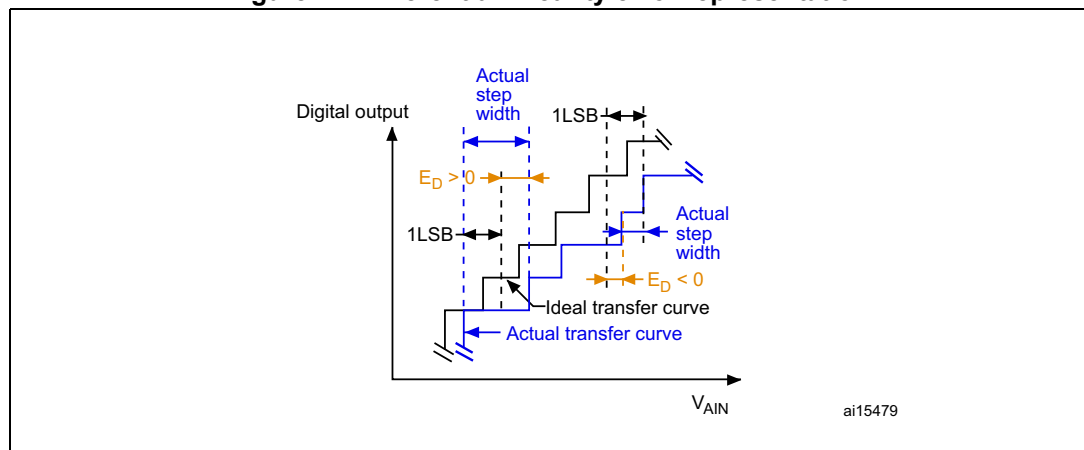 Actual
step
width
Digital output
1LSB
E_D > 0
1LSB
Actual
step
width
E_D < 0
Ideal transfer curve
Actual transfer curve
V_AIN
ai15479